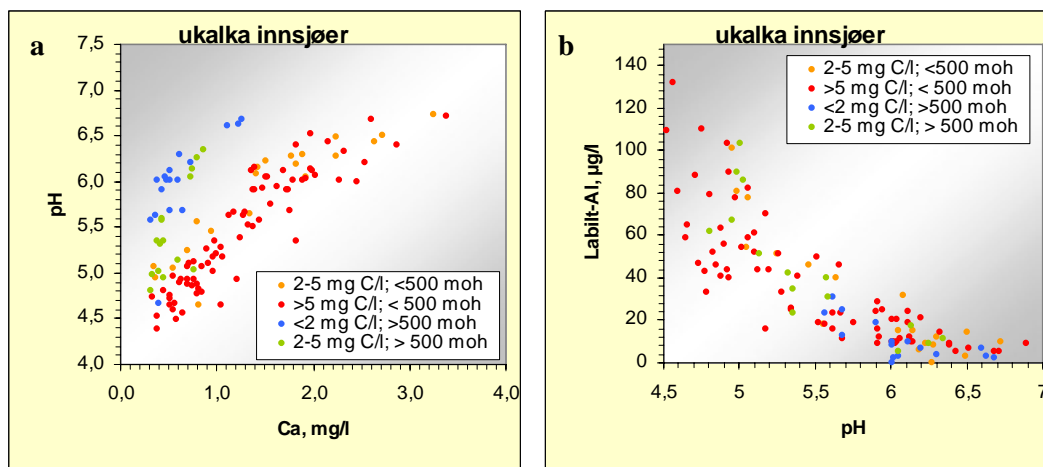 a
ukalka innsjøer
7,5
7,0
6,5
6,0
5,5
5,0
4,5
4,0
pH
2-5 mg C/l; <500 moh
>5 mg C/l; < 500 moh
<2 mg C/l; >500 moh
2-5 mg C/l; > 500 moh
0,0 1,0 2,0 3,0 4,0
Ca, mg/l
b
ukalka innsjøer
140
120
100
80
60
40
20
0
Labilt-Al, µg/l
2-5 mg C/l; <500 moh
>5 mg C/l; < 500 moh
<2 mg C/l; >500 moh
2-5 mg C/l; > 500 moh
4,5 5 5,5 6 6,5 7
pH